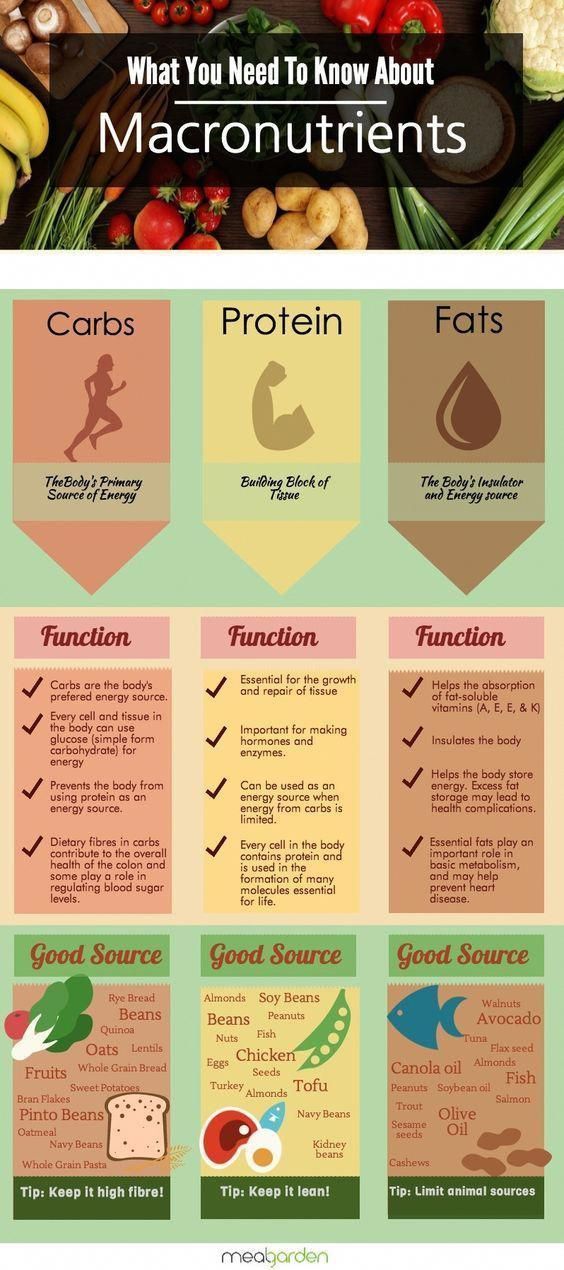 What You Need To Know About
Macronutrients
Carbs
TheBody's Primary
Source of Energy
Protein
Building Block of
Tissue
Fats
The Body's Insulator
and Energy source
Function
Carbs are the body's
prefered energy source.
Every cell and tissue in
the body can use
glucose (simple form
carbohydrate) for
energy
Prevents the body from
using protein as an
energy source.
Dietary fibres in carbs
contribute to the overall
health of the colon and
some play a role in
regulating blood sugar
levels.
Function
Essential for the growth
and repair of tissue
Important for making
hormones and
enzymes.
Can be used as an
energy source when
energy from carbs is
limited.
Every cell in the body
contains protein and
is used in the
formation of many
molecules essential
for life.
Function
Helps the absorption
of fat-soluble
vitamins (A, E, E, & K)
Insulates the body
Helps the body store
energy. Excess fat
storage may lead to
health complications.
Essential fats play an
important role in
basic metabolism,
and may help
prevent heart
disease.
Good Source
Rye Bread
Beans
Quinoa
Oats Lentils
Fruits Whole Grain Bread
Sweet Potatoes
Bran Flakes
Pinto Beans
Oatmeal
Navy Beans
Whole Grain Pasta
Tip: Keep it high fibre!
Good Source
Almonds Soy Beans
Beans Peanuts
Nuts Fish
Eggs Chicken
Seeds
Turkey Almonds Tofu
Navy Beans
Kidney
beans
Tip: Keep it lean!
Good Source
Walnuts
Avocado
Tuna
Flax seed
Canola oil Almonds
Fish
Peanuts Soybean oil
Salmon
Trout
Olive
Oil
Sesame
seeds
Cashews
Tip: Limit animal sources
mealgarden